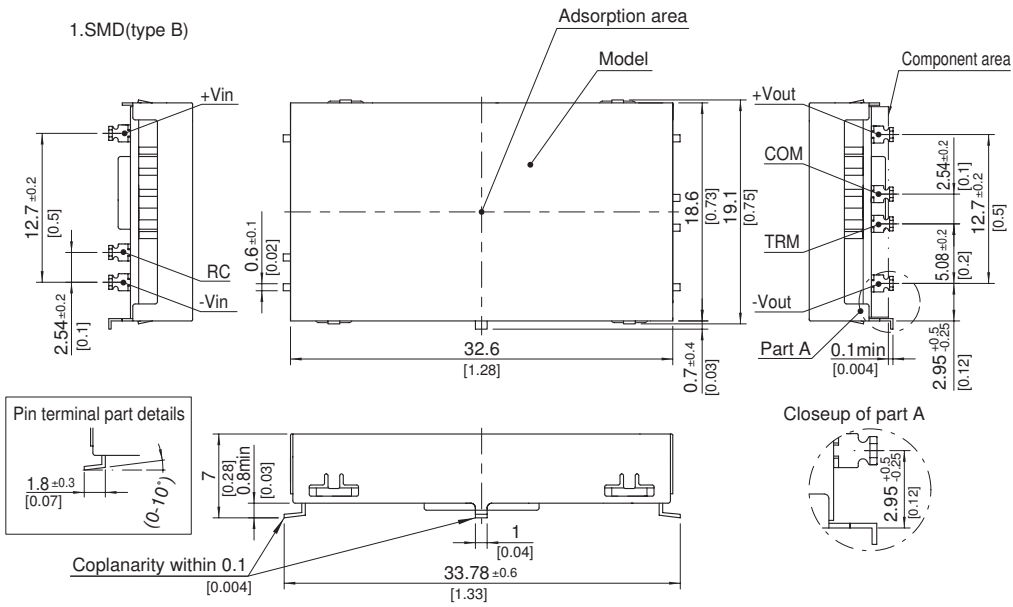 1.SMD(type B)
Adsorption area
Model
Component area
+Vin
12.7 ±0.2
[0.5]
RC
-Vin
2.54±0.2
[0.1]
0.6±0.1
[0.02]
18.6
[0.73]
19.1
[0.75]
32.6
[1.28]
0.7±0.4
[0.03]
+Vout
COM
TRM
-Vout
2.54±0.2
[0.1]
12.7±0.2
[0.5]
5.08±0.2
[0.2]
2.95 +0.5 -0.25
[0.12]
Part A
0.1min
[0.004]
Pin terminal part details
1.8 ±0.3
[0.07]
(0-10°)
7
[0.28]
0.8min
[0.03]
1
[0.04]
Coplanarity within 0.1
[0.004]
33.78 ±0.6
[1.33]
Closeup of part A
2.95 +0.5 -0.25
[0.12]